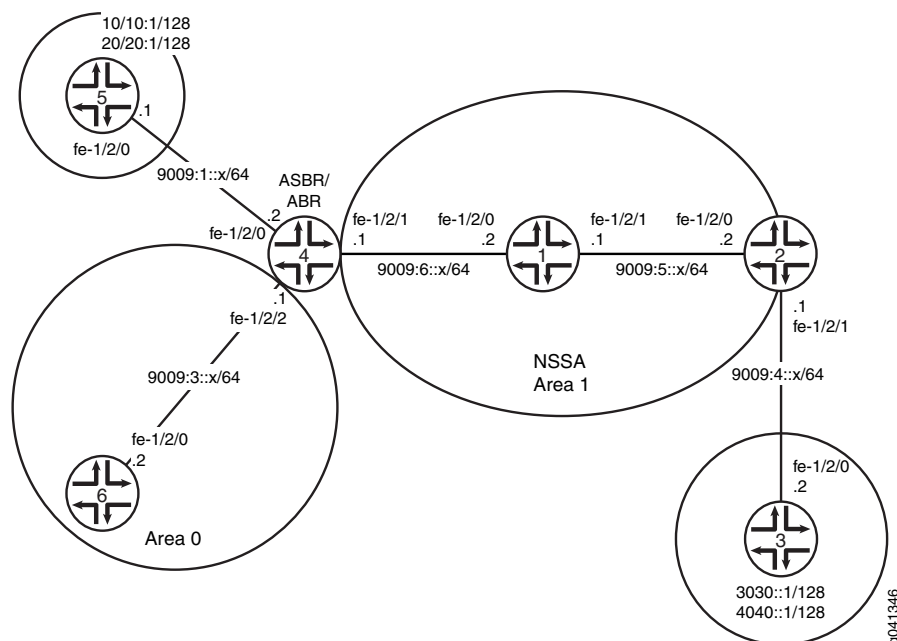 10/10:1/128
20/20:1/128
5
.1
fe-1/2/0
9009:1::x/64
ASBR/
ABR
.2
fe-1/2/0
4
fe-1/2/1
.1
9009:6::x/64
fe-1/2/0
.2
1
fe-1/2/1
.1
9009:5::x/64
fe-1/2/0
.2
2
.1
fe-1/2/1
9009:4::x/64
.1
fe-1/2/2
9009:3::x/64
NSSA
Area 1
fe-1/2/0
.2
6
Area 0
fe-1/2/0
.2
3
3030::1/128
4040::1/128
g041346